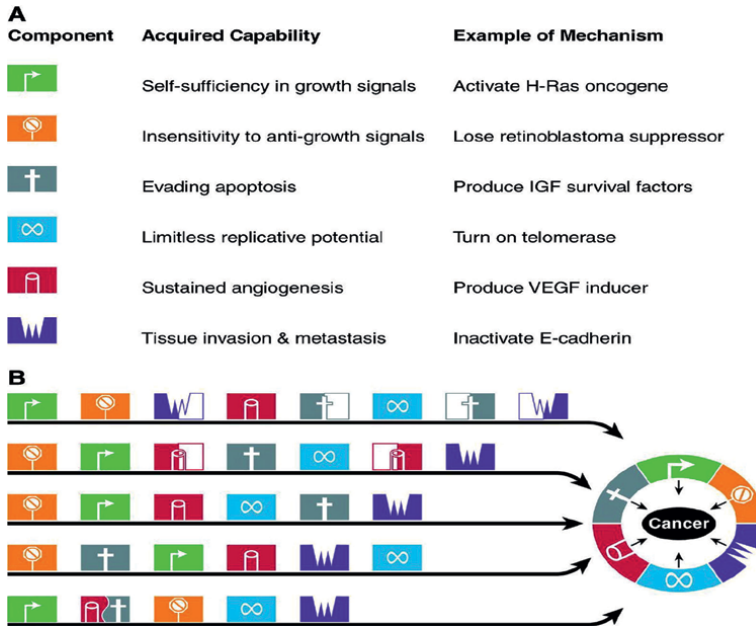 A
Component Acquired Capability Example of Mechanism
Self-sufficiency in growth signals Activate H-Ras oncogene
Insensitivity to anti-growth signals Lose retinoblastoma suppressor
Evading apoptosis Produce IGF survival factors
Limitless replicative potential Turn on telomerase
Sustained angiogenesis Produce VEGF inducer
Tissue invasion & metastasis Inactivate E-cadherin
B
Cancer